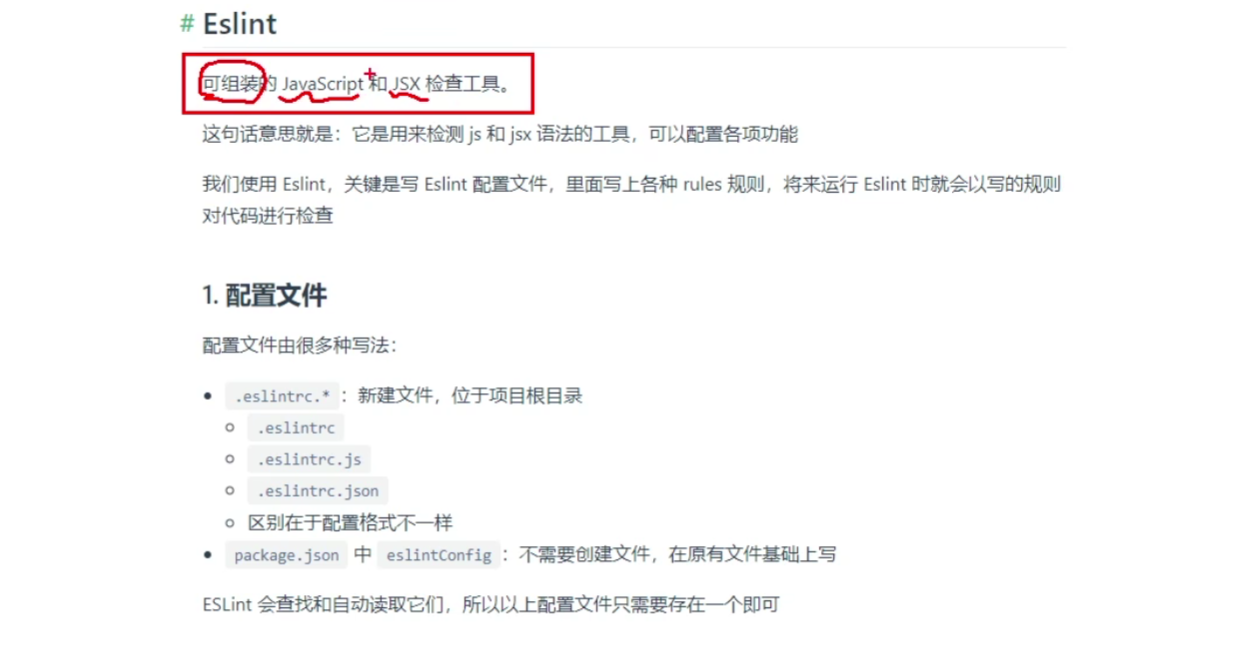 # Eslint
可组装的 JavaScript 和 JSX 检查工具。
这句话意思就是：它是用来检测 js 和 jsx 语法的工具，可以配置各项功能
我们使用 Eslint，关键是写 Eslint 配置文件，里面写上各种 rules 规则，将来运行 Eslint 时就会以写的规则
对代码进行检查
1. 配置文件
配置文件由很多种写法：
.eslintrc.* ：新建文件，位于项目根目录
.eslintrc
.eslintrc.js
.eslintrc.json
区别在于配置格式不一样
package.json 中 eslintConfig ：不需要创建文件，在原有文件基础上写
ESLint 会查找和自动读取它们，所以以上配置文件只需要存在一个即可